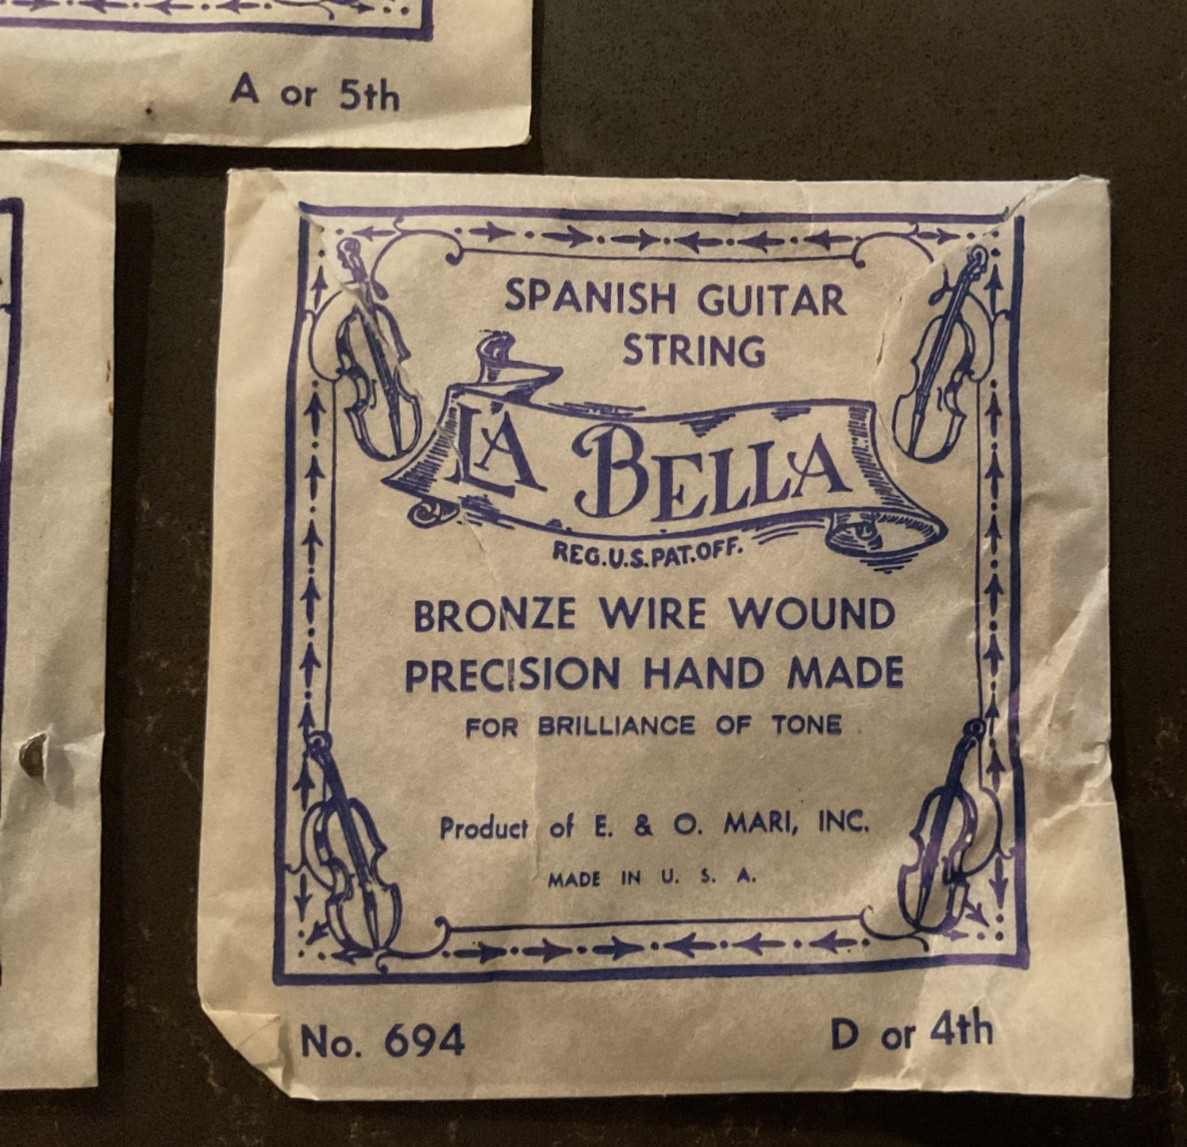 A or 5th
SPANISH GUITAR
STRING
LA BELLA
REG.U.S.PAT.OFF.
BRONZE WIRE WOUND
PRECISION HAND MADE
FOR BRILLIANCE OF TONE
Product of E. & O. MARI, INC.
MADE IN U. S. A.
No. 694 D or 4th